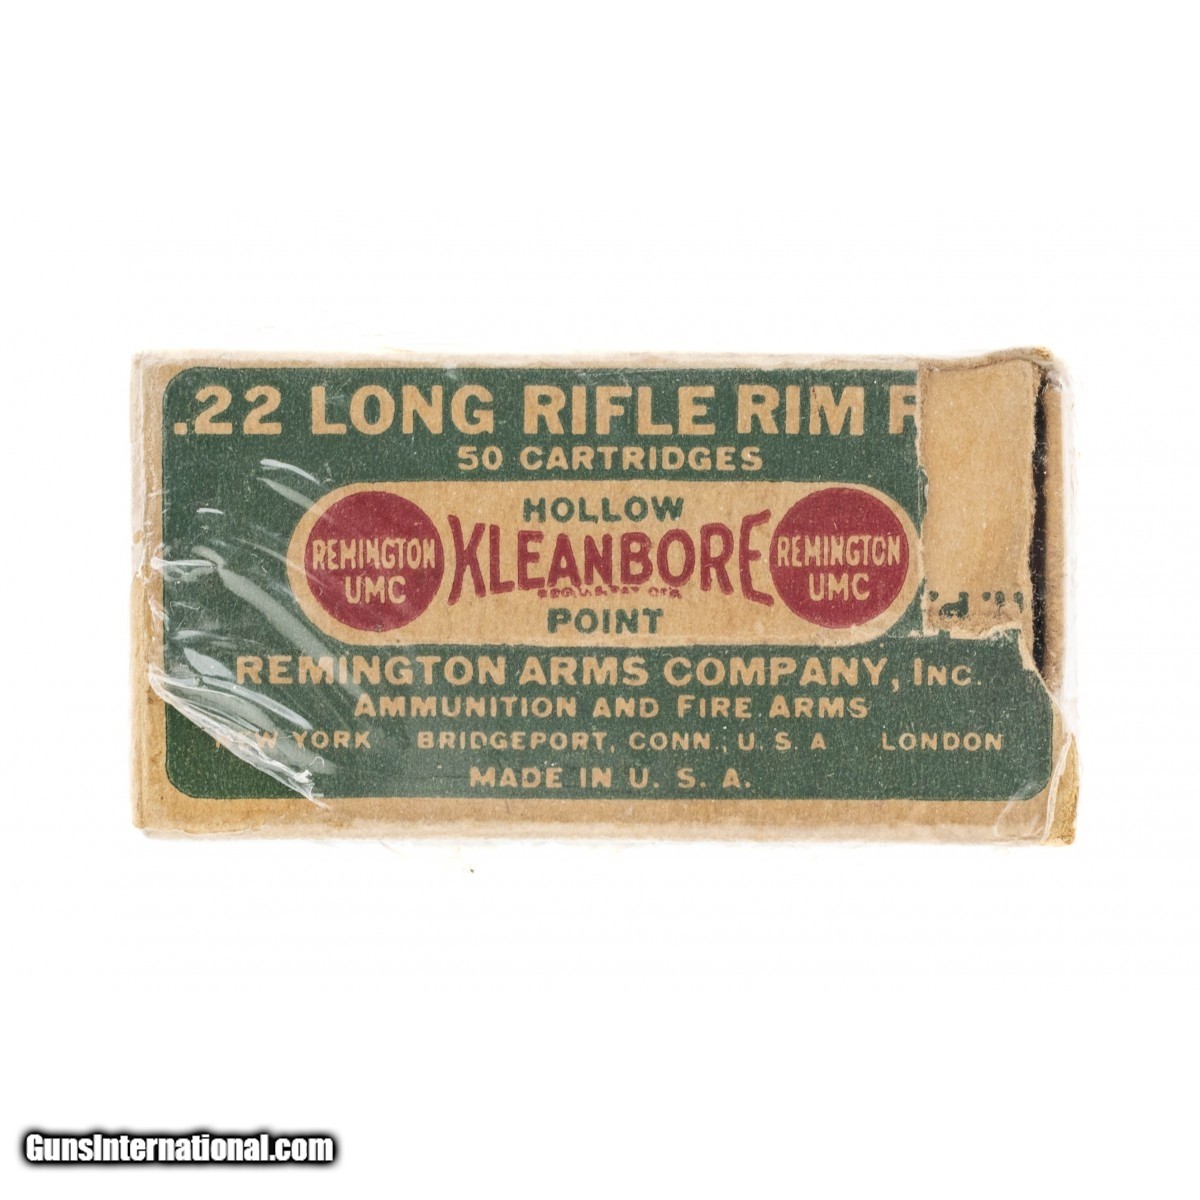 .22 LONG RIFLE RIM F
50 CARTRIDGES
HOLLOW
REMINGTON UMC KLEANBORE REMINGTON UMC
POINT
REMINGTON ARMS COMPANY, INC.
AMMUNITION AND FIRE ARMS
NEW YORK BRIDGEPORT, CONN., U. S. A LONDON
MADE IN U. S. A.
GunsInternational.com